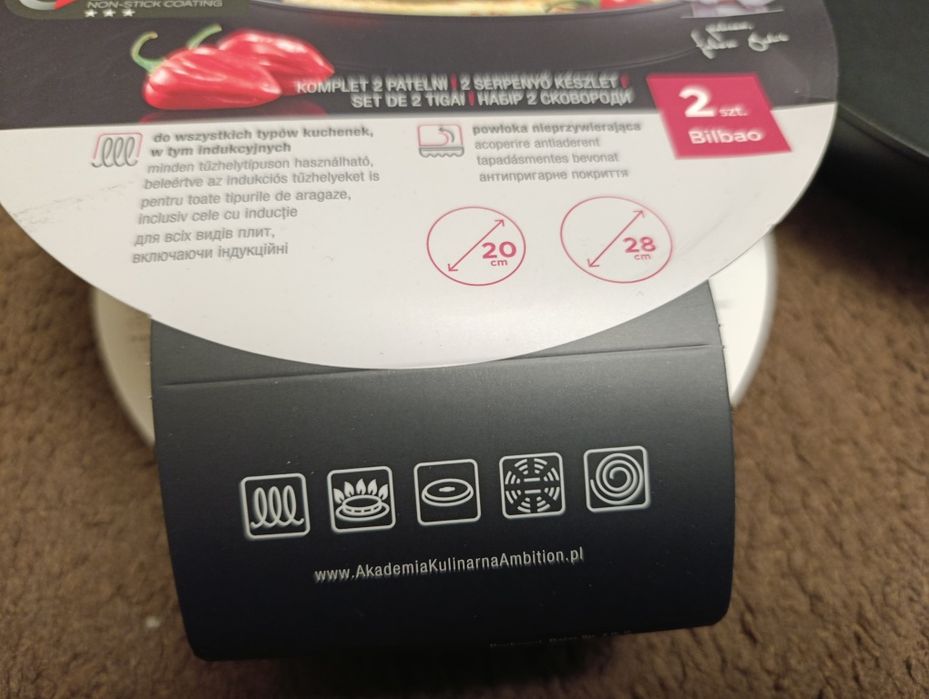 NON-STICK COATING
KOMPLET 2 PATELNI | 2 SERPENYŐ KÉSZLET |
SET DE 2 TIGĂI | НАБІР 2 СКОВОРОДИ
2 szt.
Bilbao
do wszystkich typów kuchenek,
w tym indukcyjnych
minden tűzhelytípuson használható,
beleértve az indukciós tűzhelyeket is
pentru toate tipurile de aragaze,
inclusiv cele cu inducție
для всіх видів плит,
включаючи індукційні
powłoka nieprzywierająca
acoperire antiaderent
tapadásmentes bevonat
антипригарне покриття
20
cm
28
cm
www.AkademiaKulinarnaAmbition.pl